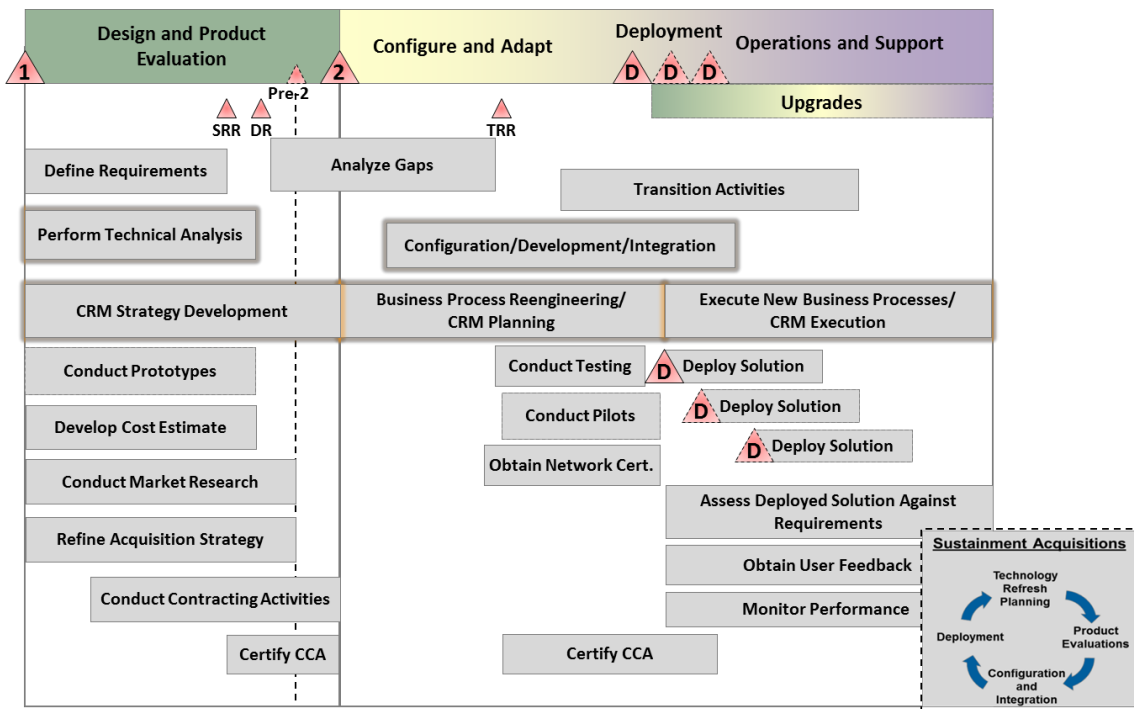 Design and Product
Evaluation
Configure and Adapt
Deployment
Operations and Support
1
2
D
D
D
Pre-2
Upgrades
SRR
DR
TRR
Define Requirements
Analyze Gaps
Transition Activities
Perform Technical Analysis
Configuration/Development/Integration
CRM Strategy Development
Business Process Reengineering/
CRM Planning
Execute New Business Processes/
CRM Execution
Conduct Prototypes
Conduct Testing
D
Deploy Solution
Develop Cost Estimate
Conduct Pilots
D
Deploy Solution
D
Deploy Solution
Conduct Market Research
Obtain Network Cert.
Assess Deployed Solution Against
Requirements
Refine Acquisition Strategy
Obtain User Feedback
Conduct Contracting Activities
Monitor Performance
Certify CCA
Certify CCA
Sustainment Acquisitions
Technology
Refresh
Planning
Deployment
Product
Evaluations
Configuration
and
Integration